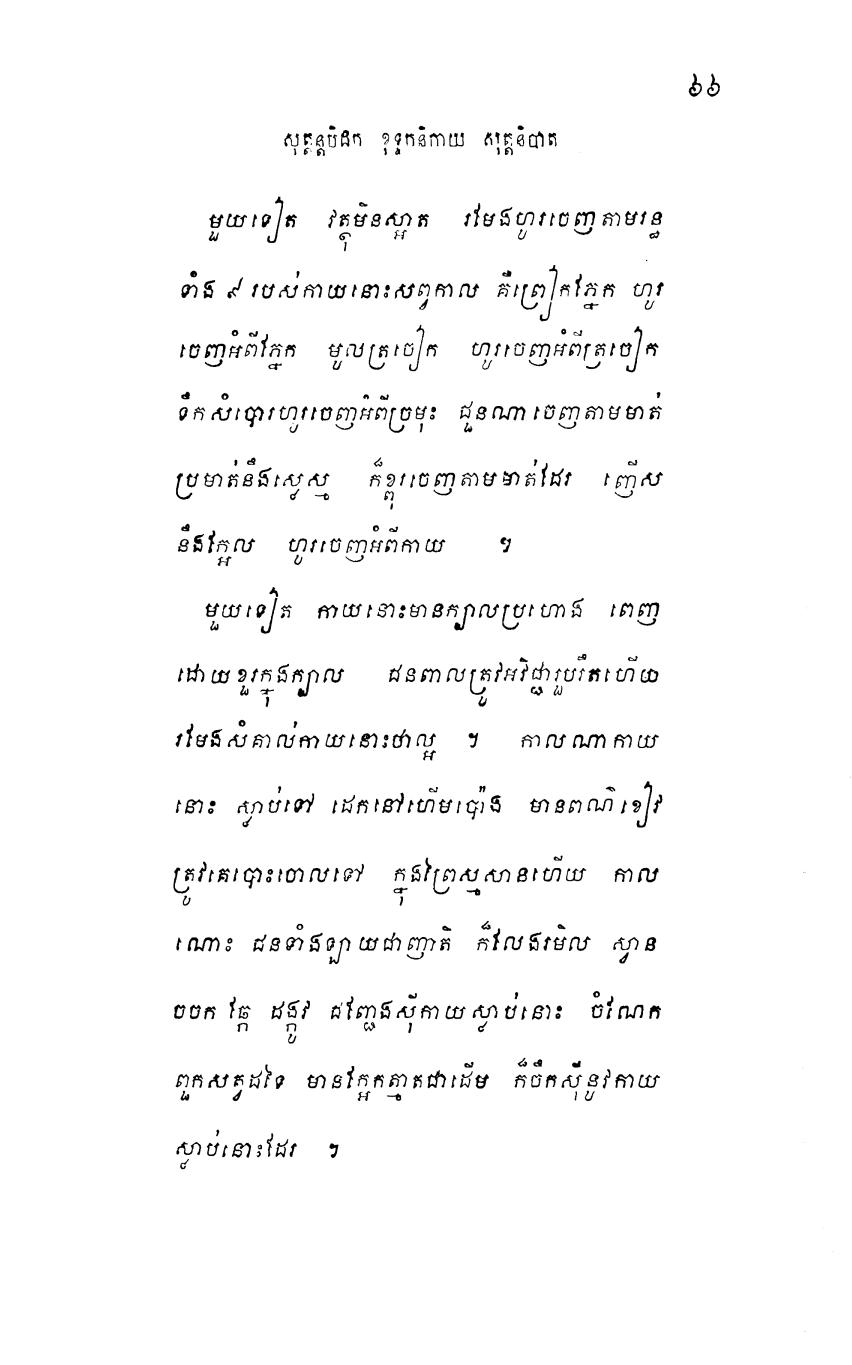 ៦៦
សុត្តន្តបិដក ខុទ្ទកនិកាយ សុត្តនិបាត
មួយទៀត វត្ថុមិនស្អាត រមែងហូរចេញតាមរន្ធ
ទាំង ៩ របស់កាយនោះសព្វកាល គឺព្រៀកភ្នែក ហូរ
ចេញអំពីភ្នែក មូលត្រចៀក ហូរចេញអំពីត្រចៀក
ទឹកសំបោរហូរចេញអំពីច្រមុះ ជួនណាចេញតាមមាត់
ប្រមាត់នឹងស្លេស្ម ក៏ខ្ពុរចេញតាមមាត់ដែរ ញើស
នឹងក្អែល ហូរចេញអំពីកាយ ។
មួយទៀត កាយនោះមានក្បាលប្រហោង ពេញ
ដោយខួរក្នុងក្បាល ជនពាលត្រូវអវិជ្ជារួបរឹតហើយ
រមែងសំគាល់កាយនោះថាល្អ ។ កាលណាកាយ
នោះ ស្លាប់ទៅ ដេកនៅហើមប៉ោង មានពណ៌ខៀវ
ត្រូវគេបោះចោលទៅ ក្នុងព្រៃស្មសានហើយ កាល
ណោះ ជនទាំងឡាយជាញាតិ ក៏លែងរមិល ស្វាន
ចចក ឆ្កែ ដង្កូវ ដញ្ជែងស៊ីកាយស្លាប់នោះ ចំណែក
ពួកសត្វដទៃ មានក្អែកត្មាតជាដើម ក៏ចឹកស៊ីនូវកាយ
ស្លាប់នោះដែរ ។